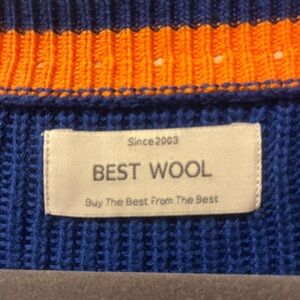 Since2003
BEST WOOL
Buy The Best From The Best